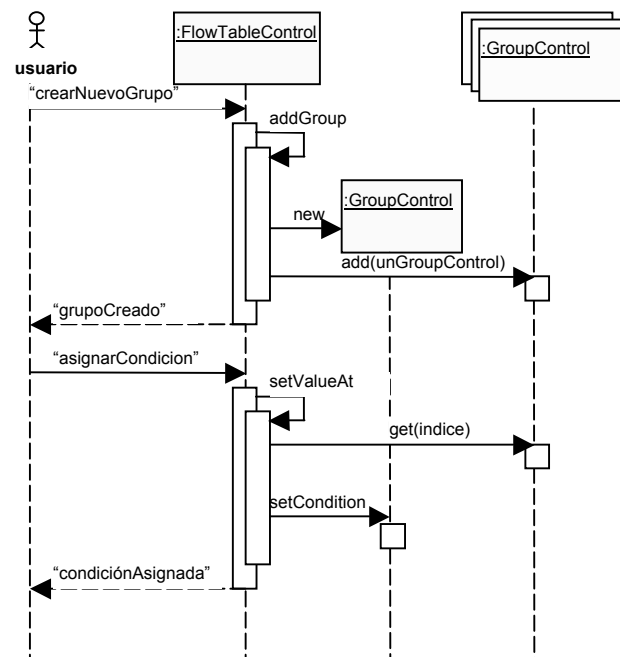 :FlowTableControl
:GroupControl
usuario
“crearNuevoGrupo”
addGroup
:GroupControl
new
add(unGroupControl)
“grupoCreado”
“asignarCondicion”
setValueAt
get(indice)
setCondition
“condiciónAsignada”